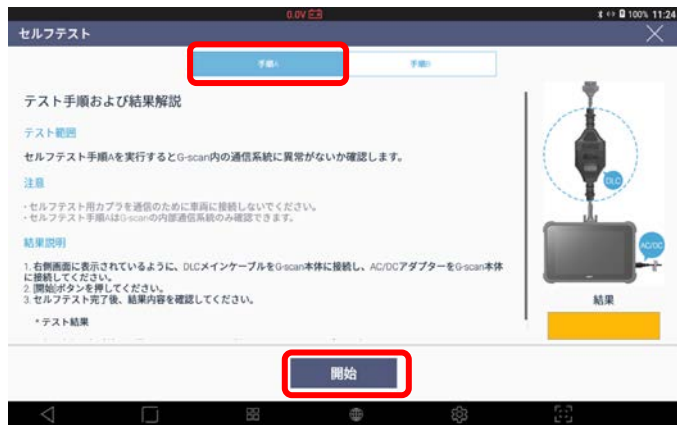 0.0V
100% 11:24
セルフテスト
手順A
手順B
テスト手順および結果解説
テスト範囲
セルフテスト手順Aを実行するとG-scan内の通信系統に異常がないか確認します。
注意
・セルフテスト用カプラを通信のために車両に接続しないでください。
・セルフテスト手順AはG-scanの内部通信系統のみ確認できます。
結果説明
1. 右側画面に表示されているように、DLCメインケーブルをG-scan本体に接続し、AC/DCアダプターをG-scan本体
に接続してください。
2. [開始]ボタンを押してください。
3. セルフテスト完了後、結果内容を確認してください。
* テスト結果
DLC
AC/DC
結果
開始